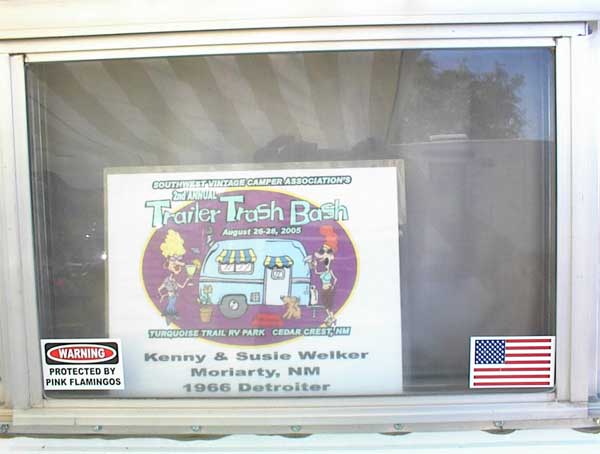 SOUTHWEST VINTAGE CAMPER ASSOCIATION'S
2nd ANNUAL
Trailer Trash Bash
August 26-28, 2005
TURQUOISE TRAIL RV PARK CEDAR CREST, NM
Kenny & Susie Welker
Moriarty, NM
1966 Detroiter
WARNING
PROTECTED BY
PINK FLAMINGOS